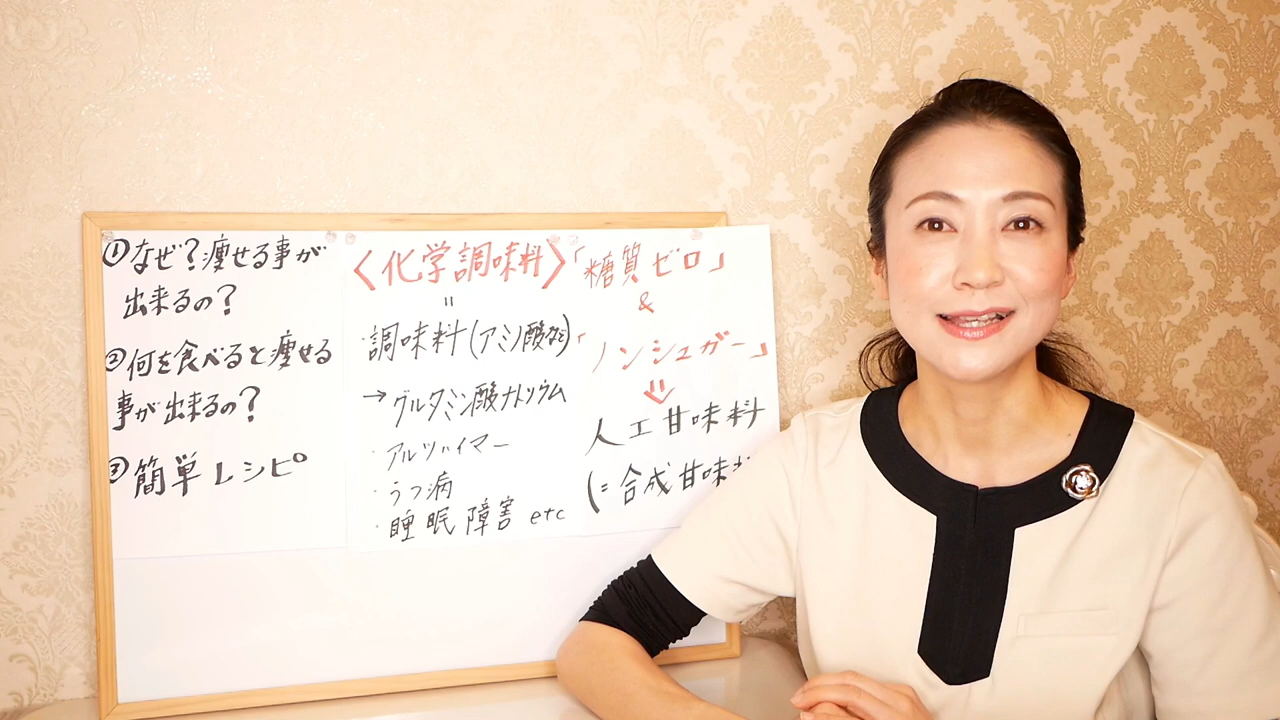 ①なぜ?痩せる事が
出来るの?
②何を食べると痩せる
事が出来るの?
③簡単レシピ
〈化学調味料〉
〃
・調味料(アミノ酸など)
→グルタミン酸ナトリウム
・アルツハイマー
・うつ病
・睡眠障害 etc
「糖質ゼロ」
&
「ノンシュガー」
⇓
人工甘味料
(=合成甘味料